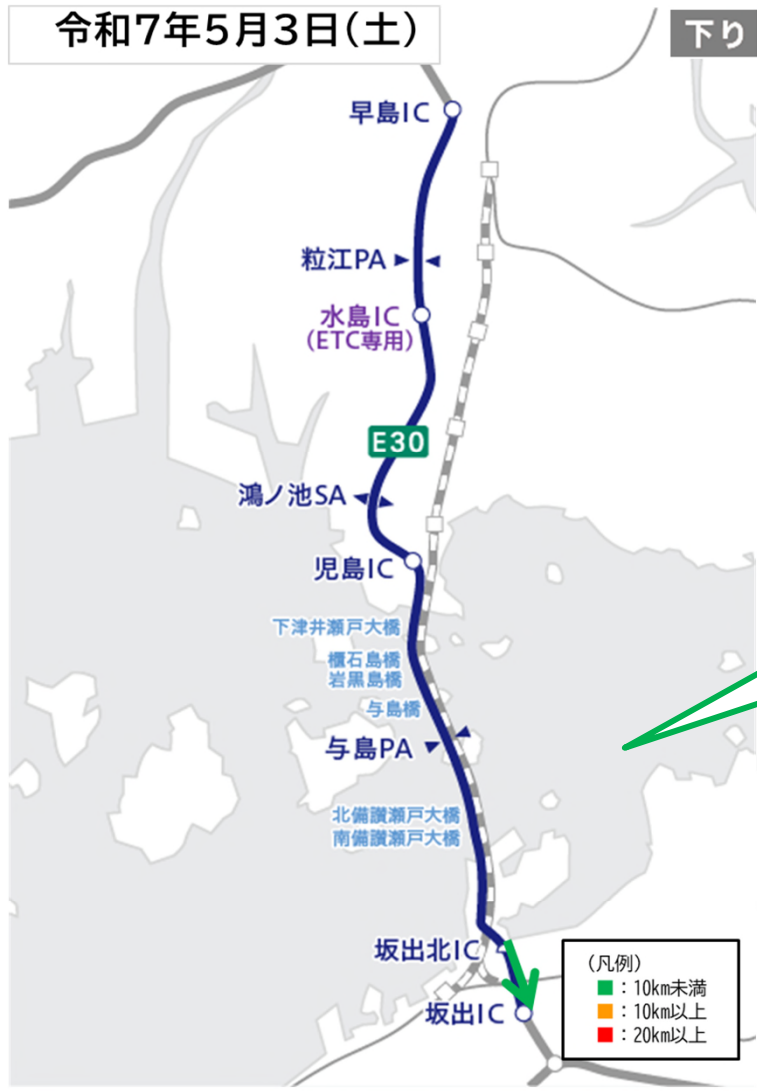 令和7年5月3日(土)
下り
早島IC
粒江PA
水島IC
(ETC専用)
E30
鴻ノ池SA
児島IC
下津井瀬戸大橋
櫃石島橋
岩黒島橋
与島橋
与島PA
北備讃瀬戸大橋
南備讃瀬戸大橋
坂出北IC
坂出IC
(凡例)
：10km未満
：10km以上
：20km以上